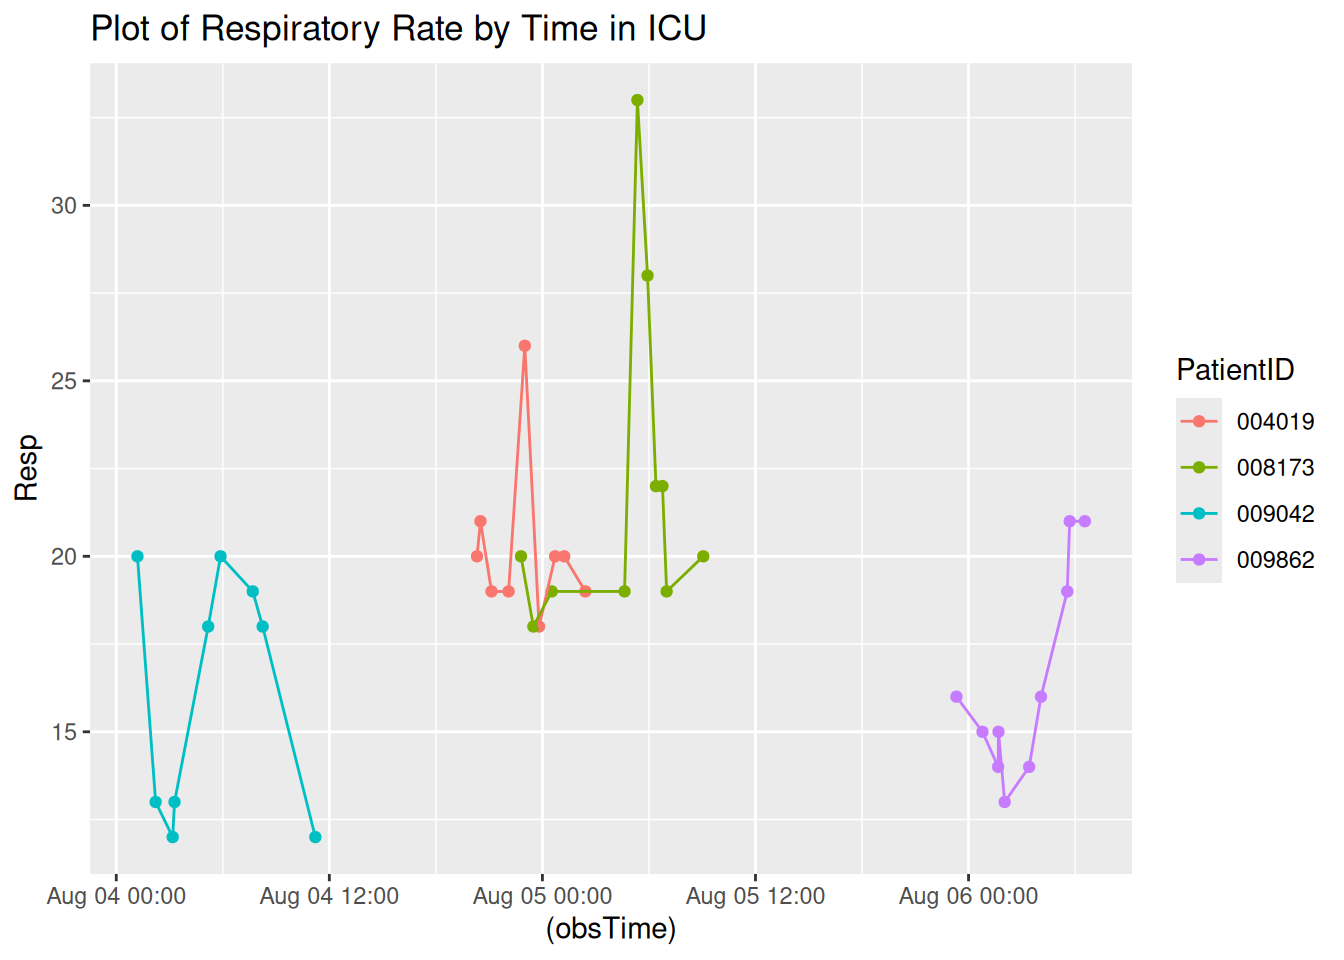 Plot of Respiratory Rate by Time in ICU
30
25
20
15
Resp
Aug 04 00:00
Aug 04 12:00
Aug 05 00:00
Aug 05 12:00
Aug 06 00:00
(obsTime)
PatientID
004019
008173
009042
009862